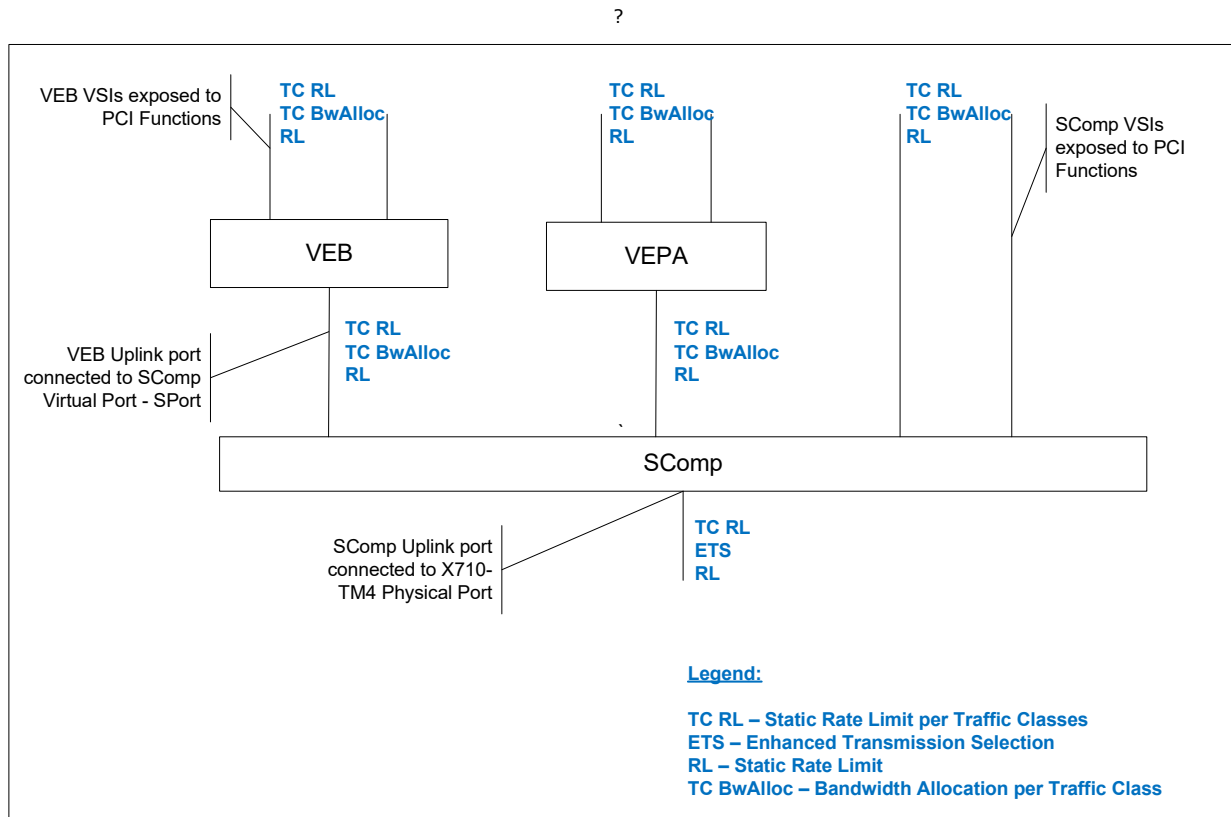 ?
VEB VSIs exposed to
PCI Functions
TC RL
TC BwAlloc
RL
TC RL
TC BwAlloc
RL
TC RL
TC BwAlloc
RL
SComp VSIs
exposed to PCI
Functions
VEB
VEPA
VEB Uplink port
connected to SComp
Virtual Port - SPort
TC RL
TC BwAlloc
RL
TC RL
TC BwAlloc
RL
`
SComp
SComp Uplink port
connected to X710-
TM4 Physical Port
TC RL
ETS
RL
Legend:
TC RL – Static Rate Limit per Traffic Classes
ETS – Enhanced Transmission Selection
RL – Static Rate Limit
TC BwAlloc – Bandwidth Allocation per Traffic Class